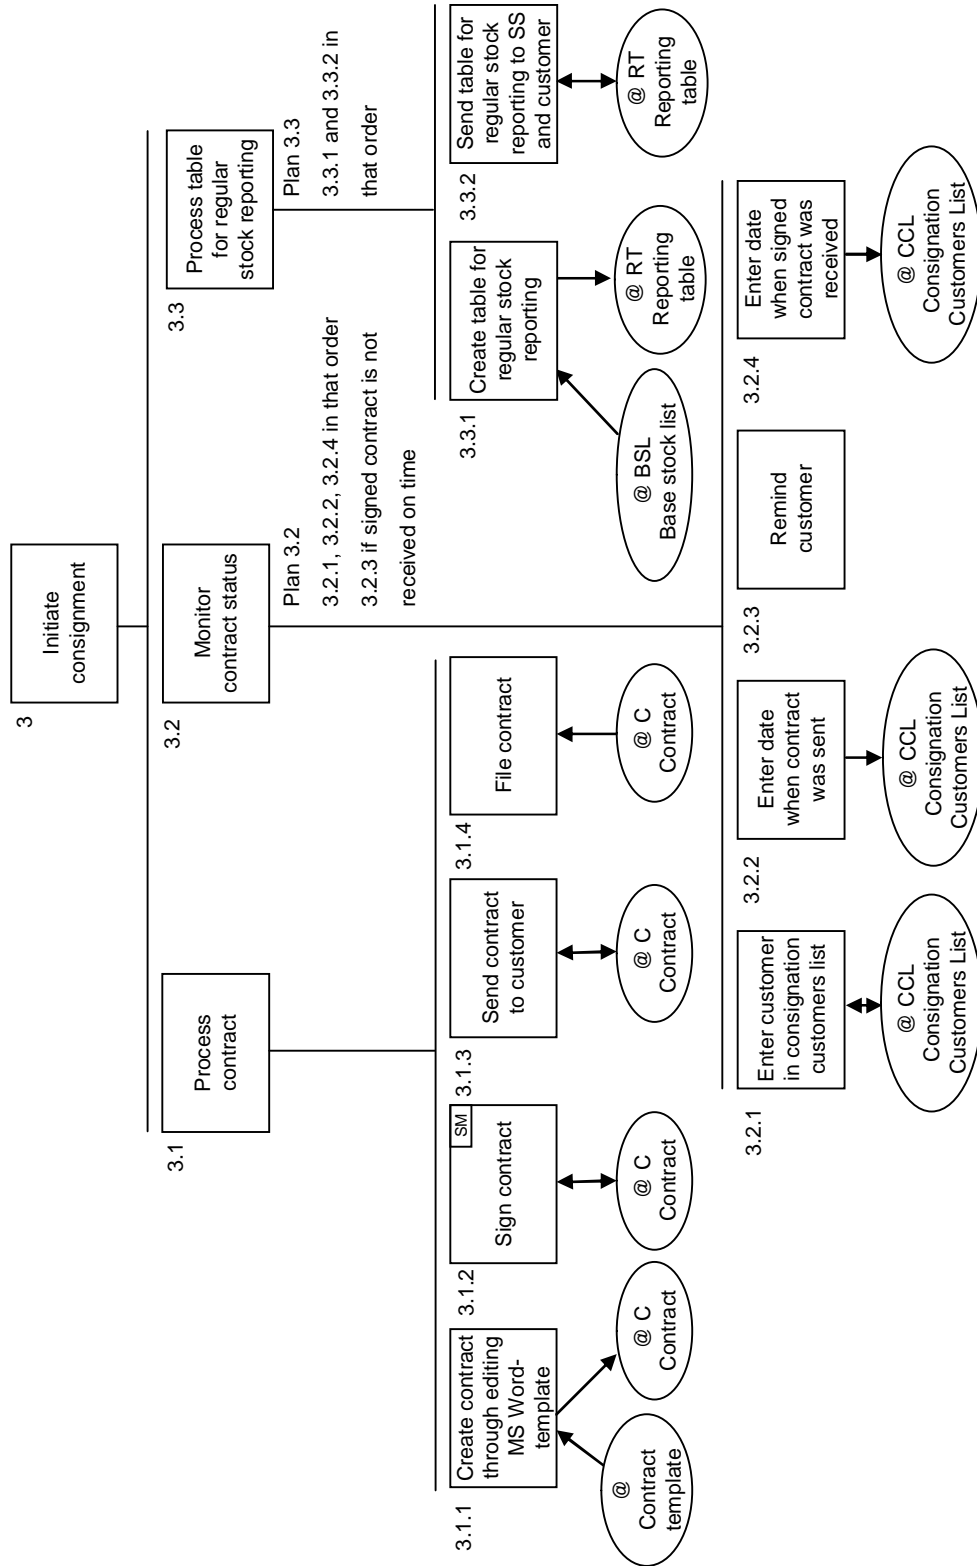 3
Initiate
consignment
3.1
Process
contract
3.2
Monitor
contract status
Plan 3.2
3.2.1, 3.2.2, 3.2.4 in that order
3.2.3 if signed contract is not
received on time
3.3
Process table
for regular
stock reporting
Plan 3.3
3.3.1 and 3.3.2 in
that order
3.1.1
Create contract
through editing
MS Word-
template
@
Contract
template
@ C
Contract
3.1.2
SM
Sign contract
@ C
Contract
3.1.3
Send contract
to customer
@ C
Contract
3.1.4
File contract
@ C
Contract
3.3.1
Create table for
regular stock
reporting
@ BSL
Base stock list
@ RT
Reporting
table
3.3.2
Send table for
regular stock
reporting to SS
and customer
@ RT
Reporting
table
3.2.1
Enter customer
in consignation
customers list
@ CCL
Consignation
Customers List
3.2.2
Enter date
when contract
was sent
@ CCL
Consignation
Customers List
3.2.3
Remind
customer
3.2.4
Enter date
when signed
contract was
received
@ CCL
Consignation
Customers List